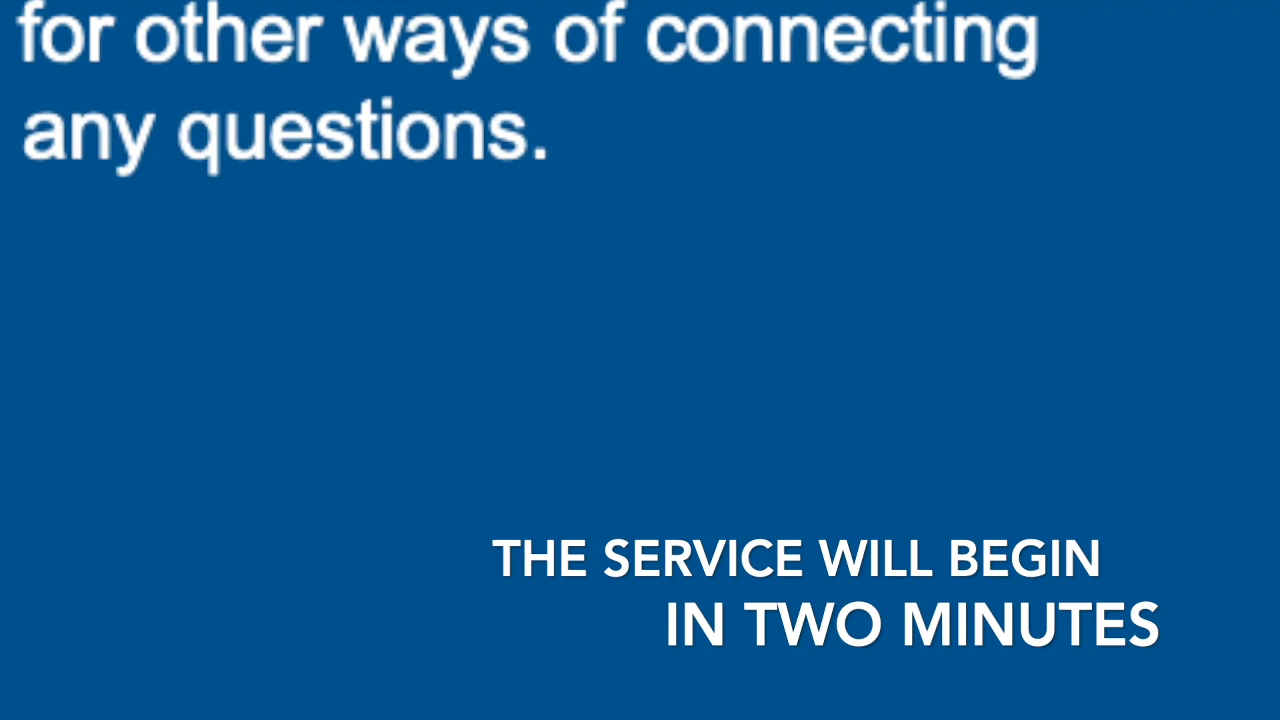 for other ways of connecting
any questions.
THE SERVICE WILL BEGIN
IN TWO MINUTES